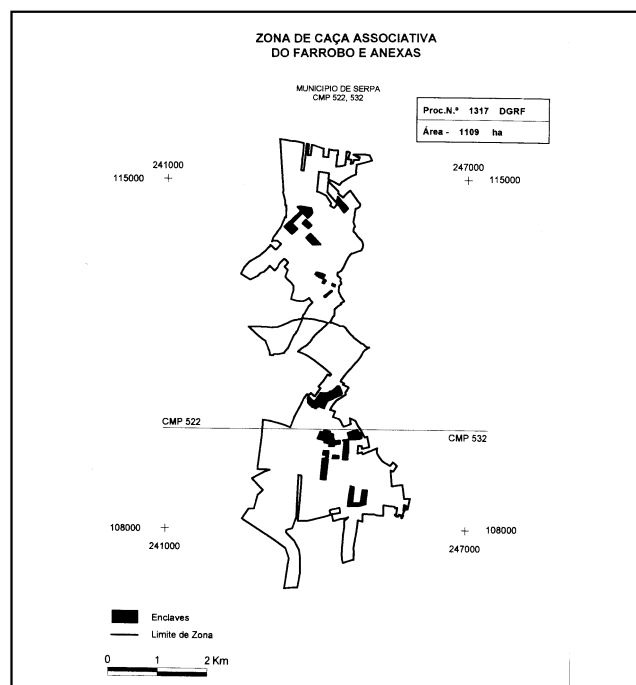 ZONA DE CAÇA ASSOCIATIVA
DO FARROBO E ANEXAS
MUNICIPIO DE SERPA
CMP 522, 532
Proc.N.º 1317 DGRF
Área - 1109 ha
241000
115000
247000
115000
CMP 522
CMP 532
108000
241000
108000
247000
Enclaves
Limite de Zona
0 1 2 Km